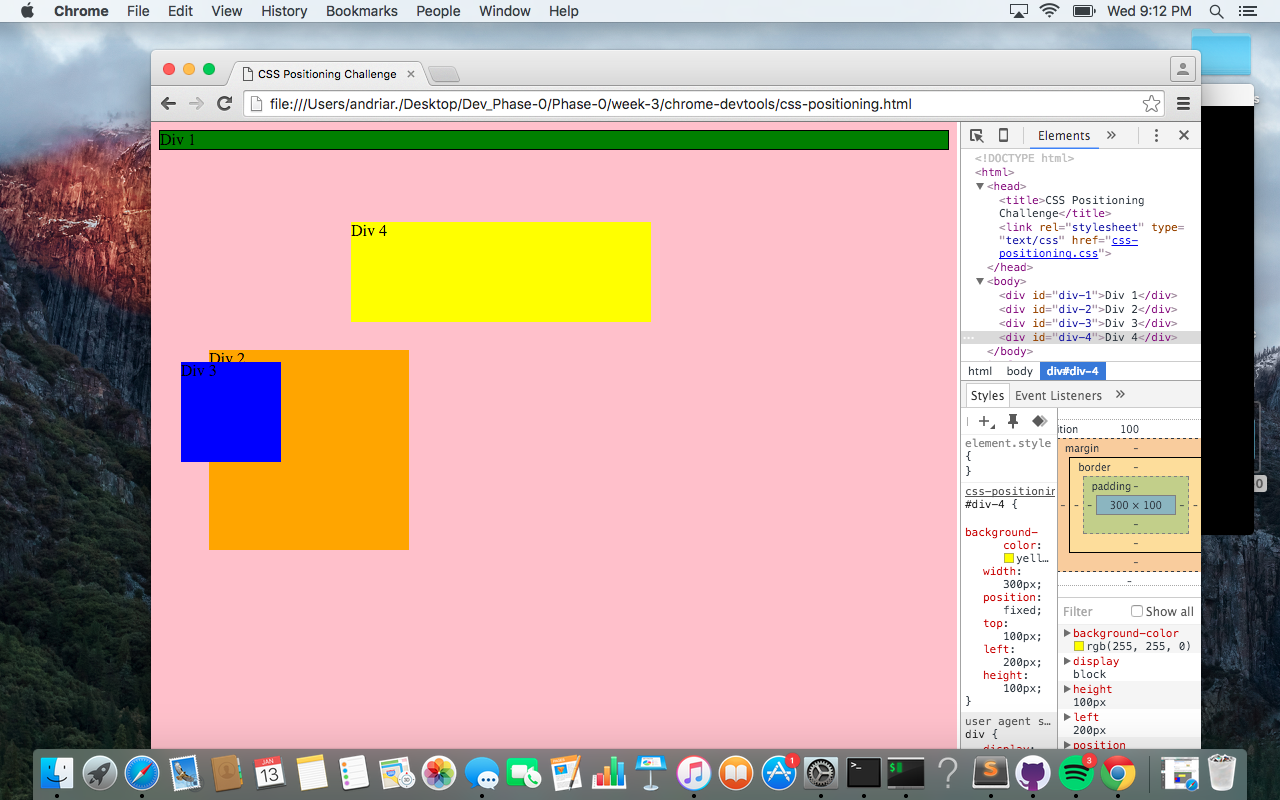 Chrome File Edit View History Bookmarks People Window Help Wed 9:12 PM
CSS Positioning Challenge
file:///Users/andriar./Desktop/Dev_Phase-0/Phase-0/week-3/chrome-devtools/css-positioning.html
Div 1
Div 4
Div 2
Div 3
Elements »
<!DOCTYPE html>
<html>
<head>
<title>CSS Positioning
Challenge</title>
<link rel="stylesheet" type=
"text/css" href="css-
positioning.css">
</head>
<body>
<div id="div-1">Div 1</div>
<div id="div-2">Div 2</div>
<div id="div-3">Div 3</div>
… <div id="div-4">Div 4</div>
</body>
html body div#div-4
Styles Event Listeners »
element.style
{
}
css-positionin
#div-4 {
background-
color:
yell…
width:
300px;
position:
fixed;
top:
100px;
left:
200px;
height:
100px;
}
user agent s…
div {
display:
ition 100
margin -
border -
padding -
- - - 300 × 100 - -
-
-
-
-
Filter Show all
background-color
rgb(255, 255, 0)
display
block
height
100px
left
200px
position
JAN
13
1
3